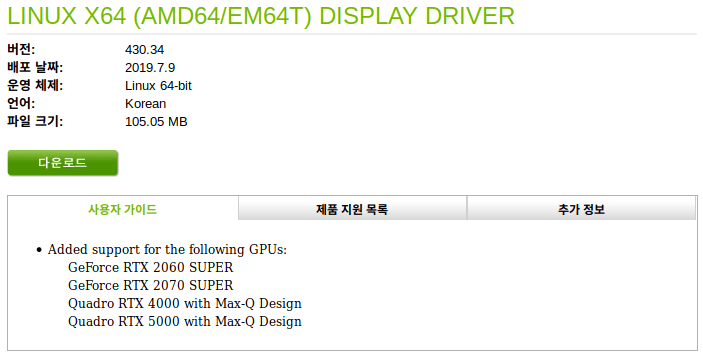 LINUX X64 (AMD64/EM64T) DISPLAY DRIVER
버전: 430.34
배포 날짜: 2019.7.9
운영 체제: Linux 64-bit
언어: Korean
파일 크기: 105.05 MB
다운로드
사용자 가이드 제품 지원 목록 추가 정보
• Added support for the following GPUs:
GeForce RTX 2060 SUPER
GeForce RTX 2070 SUPER
Quadro RTX 4000 with Max-Q Design
Quadro RTX 5000 with Max-Q Design